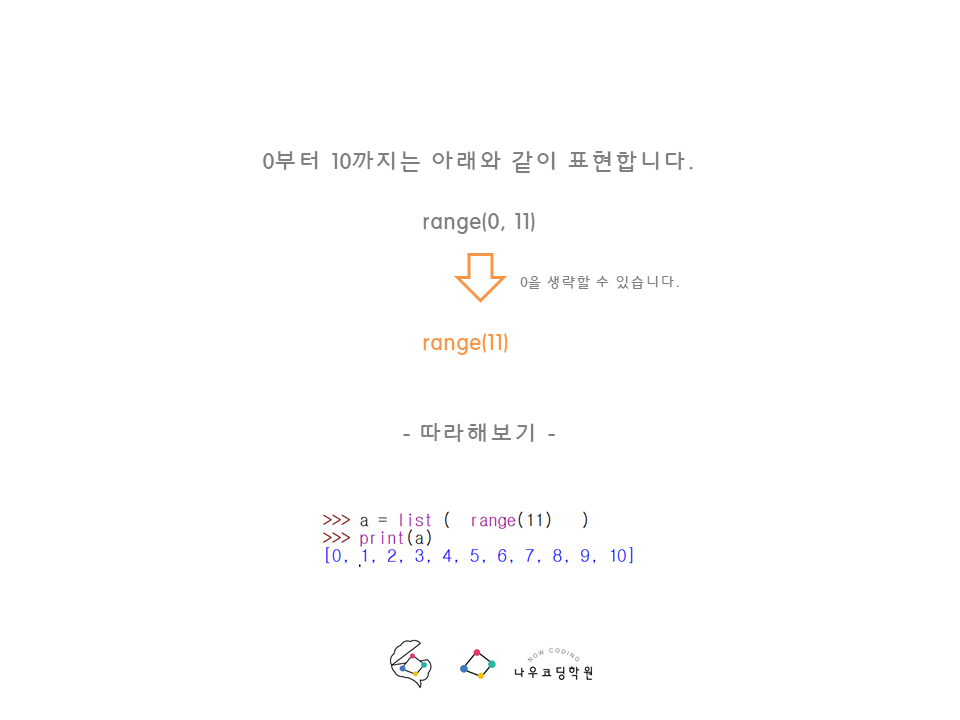 0부터 10까지는 아래와 같이 표현합니다.
range(0, 11)
0을 생략할 수 있습니다.
range(11)
- 따라해보기 -
>>> a = list (  range(11)   )
>>> print(a)
[0, 1, 2, 3, 4, 5, 6, 7, 8, 9, 10]
NOW CODING
나우코딩학원